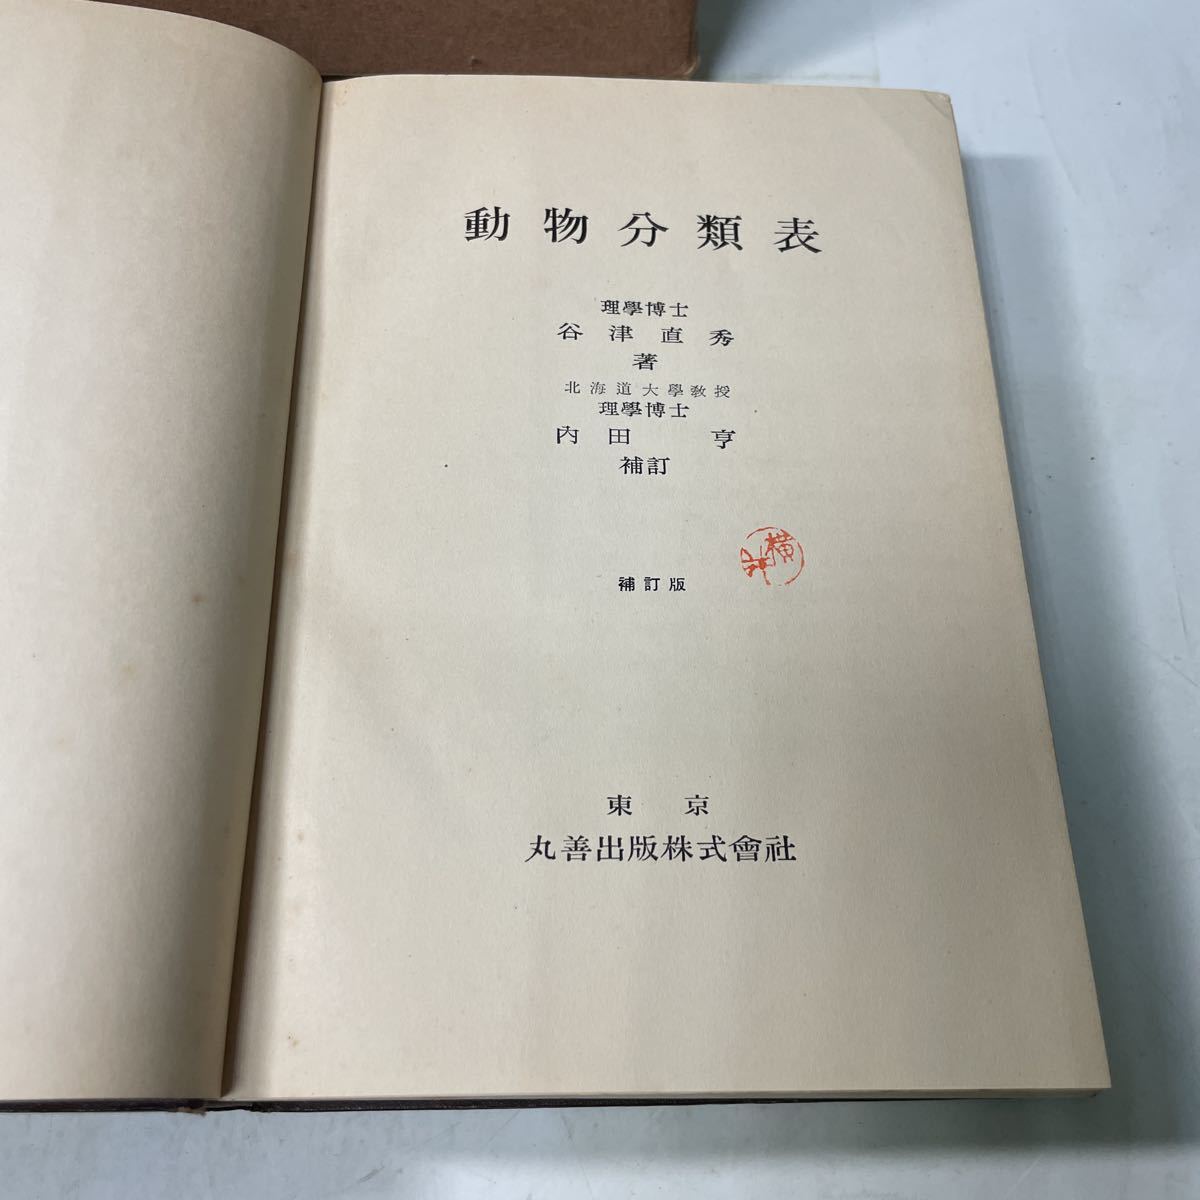 動物分類表
理學博士
谷津直秀
著
北海道大學教授
理學博士
內田亨
補訂
補訂版
東京
丸善出版株式會社